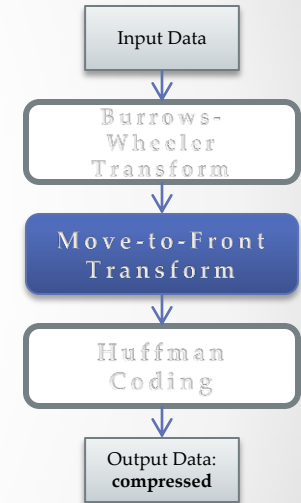 Input Data
Burrows-
Wheeler
Transform
Move-to-Front
Transform
Huffman
Coding
Output Data:
compressed